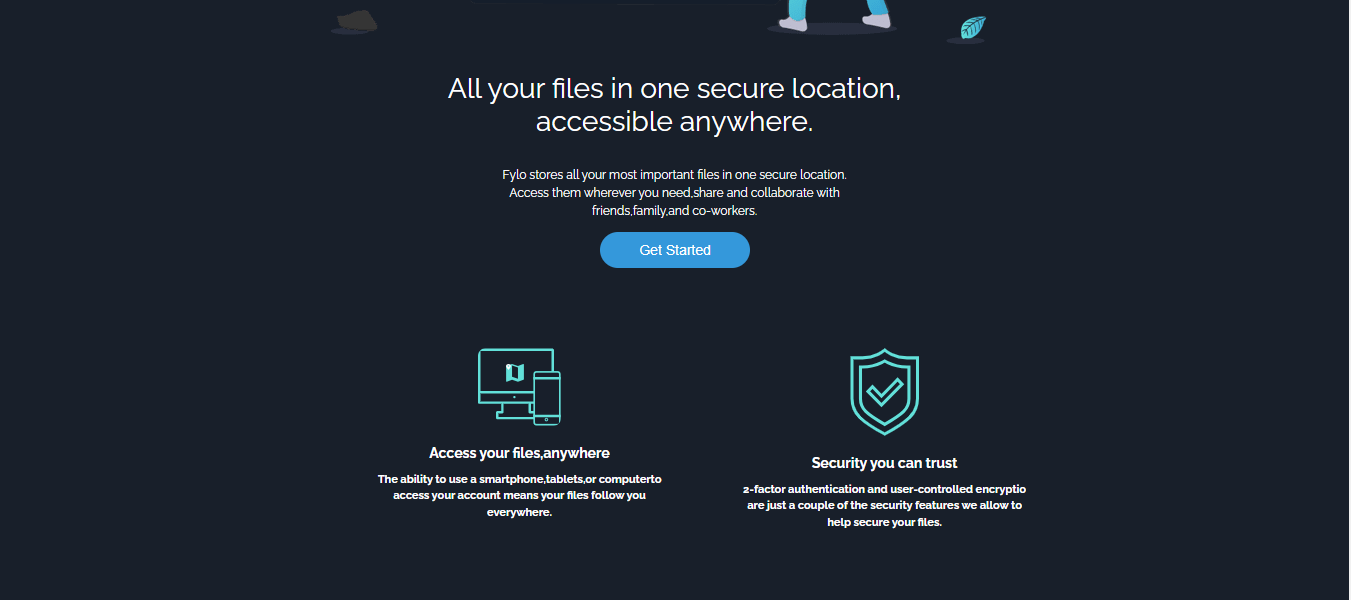 All your files in one secure location,
accessible anywhere.
Fylo stores all your most important files in one secure location.
Access them wherever you need,share and collaborate with
friends,family,and co-workers.
Get Started
Access your files,anywhere
The ability to use a smartphone,tablets,or computerto
access your account means your files follow you
everywhere.
Security you can trust
2-factor authentication and user-controlled encryptio
are just a couple of the security features we allow to
help secure your files.